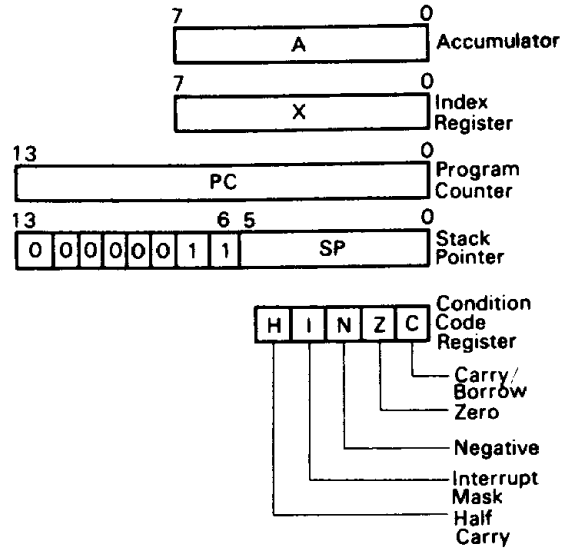 7 0
A Accumulator
7 0
X Index
Register
13 0
PC Program
Counter
13 6 5 0
0 0 0 0 0 0 1 1 SP Stack
Pointer
Condition
Code
Register
H I N Z C
Carry/
Borrow
Zero
Negative
Interrupt
Mask
Half
Carry